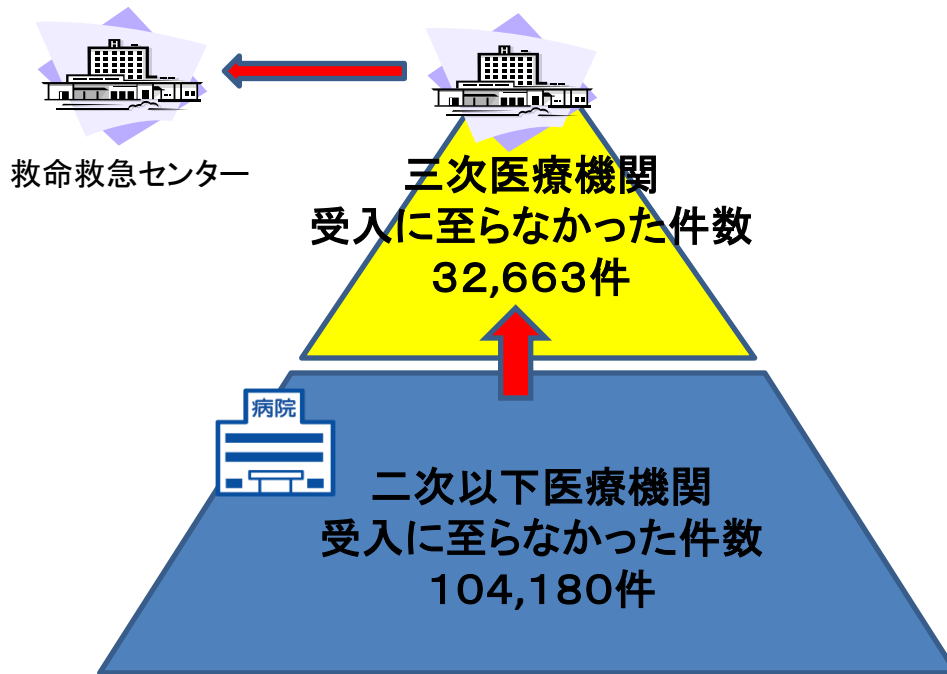 救命救急センター
三次医療機関
受入に至らなかった件数
３２,６６３件
病院
二次以下医療機関
受入に至らなかった件数
１０４,１８０件